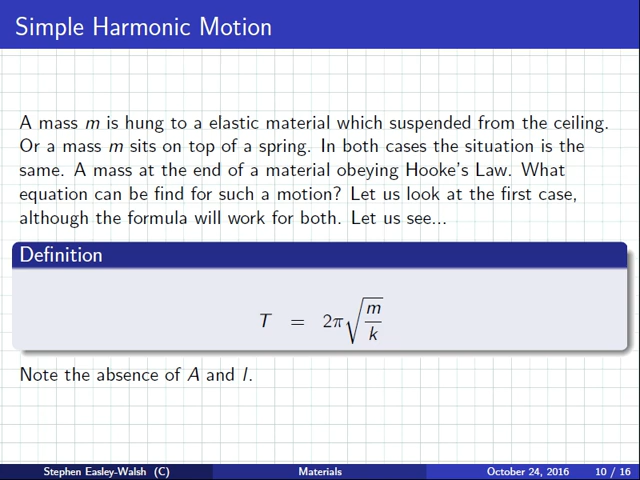 Simple Harmonic Motion
A mass m is hung to a elastic material which suspended from the ceiling.
Or a mass m sits on top of a spring. In both cases the situation is the
same. A mass at the end of a material obeying Hooke's Law. What
equation can be find for such a motion? Let us look at the first case,
although the formula will work for both. Let us see...
Definition
T = 2π√(m/k)
Note the absence of A and l.
Stephen Easley-Walsh (C) Materials October 24, 2016 10 / 16